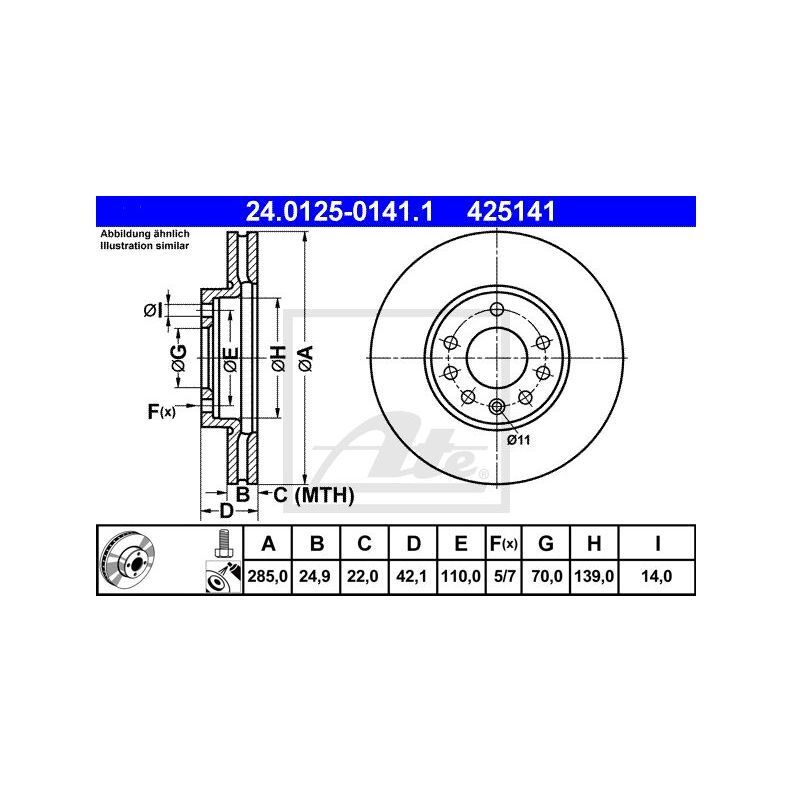 24.0125-0141.1 425141
Abbildung ähnlich
Illustration similar
ØI
ØG
ØE
ØH
ØA
F(x)
Ø11
Ate®
B
C (MTH)
D
A B C D E F(x) G H I
285,0 24,9 22,0 42,1 110,0 5/7 70,0 139,0 14,0